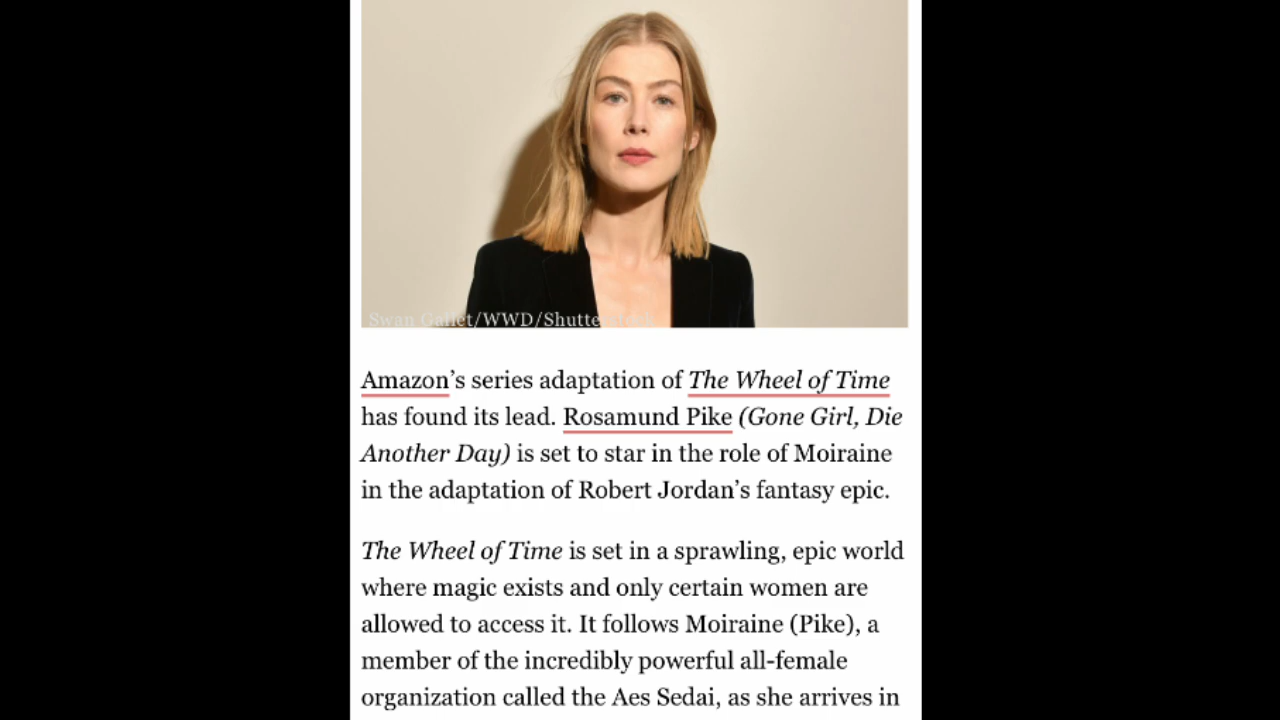 Swan Gallet/WWD/Shutterstock
Amazon’s series adaptation of The Wheel of Time
has found its lead. Rosamund Pike (Gone Girl, Die
Another Day) is set to star in the role of Moiraine
in the adaptation of Robert Jordan’s fantasy epic.
The Wheel of Time is set in a sprawling, epic world
where magic exists and only certain women are
allowed to access it. It follows Moiraine (Pike), a
member of the incredibly powerful all-female
organization called the Aes Sedai, as she arrives in